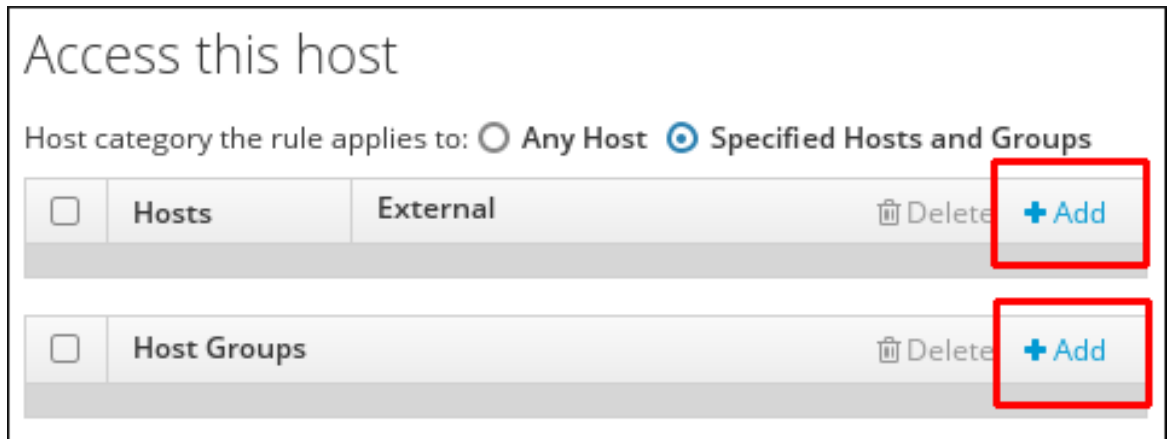 Access this host
Host category the rule applies to: Any Host Specified Hosts and Groups
Hosts External Delete Add
Host Groups Delete Add